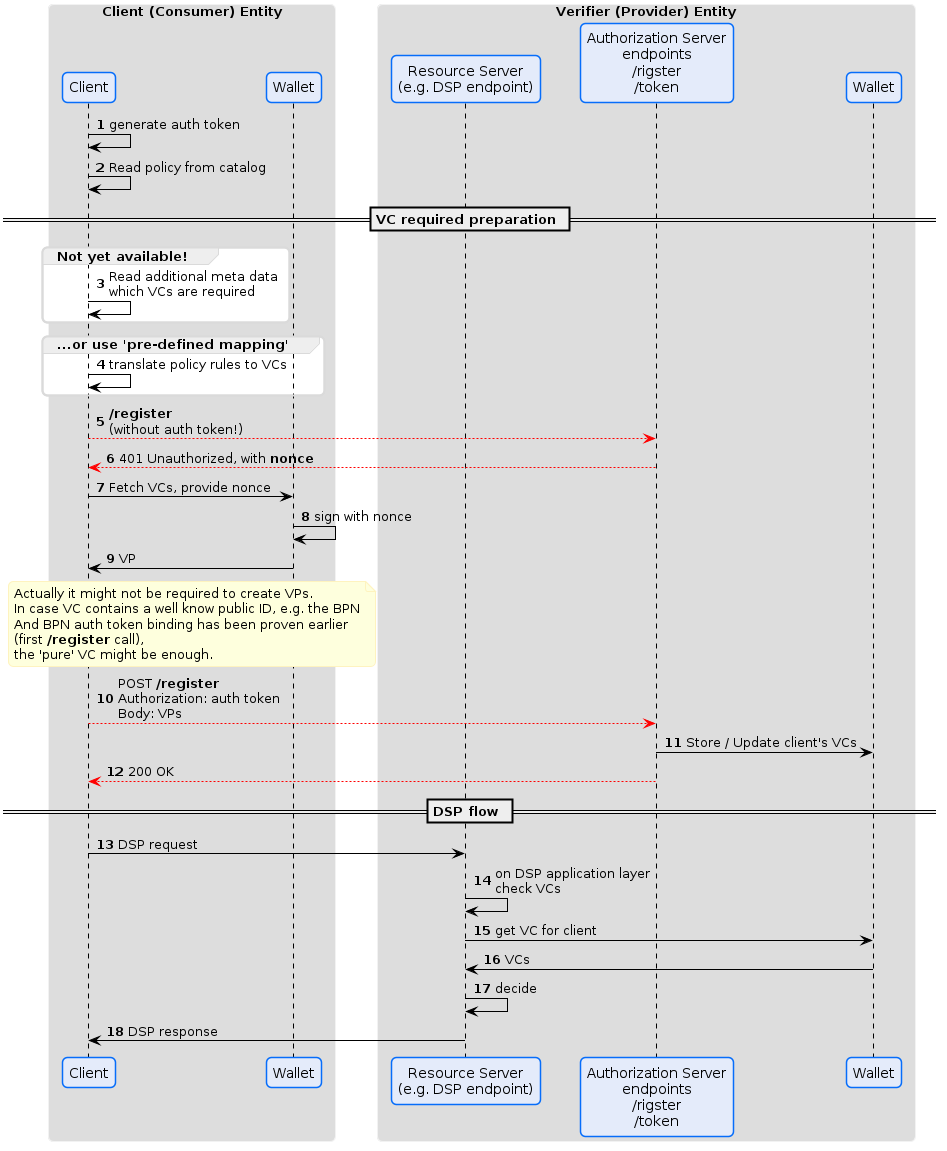 Client (Consumer) Entity
Verifier (Provider) Entity
Client
Wallet
Resource Server
(e.g. DSP endpoint)
Authorization Server
endpoints
/rigster
/token
Wallet
1 generate auth token
2 Read policy from catalog
VC required preparation
Not yet available!
3 Read additional meta data
which VCs are required
...or use 'pre-defined mapping'
4 translate policy rules to VCs
5 /register
(without auth token!)
6 401 Unauthorized, with nonce
7 Fetch VCs, provide nonce
8 sign with nonce
9 VP
Actually it might not be required to create VPs.
In case VC contains a well know public ID, e.g. the BPN
And BPN auth token binding has been proven earlier
(first /register call),
the 'pure' VC might be enough.
POST /register
10 Authorization: auth token
Body: VPs
11 Store / Update client's VCs
12 200 OK
DSP flow
13 DSP request
14 on DSP application layer
check VCs
15 get VC for client
16 VCs
17 decide
18 DSP response
Client
Wallet
Resource Server
(e.g. DSP endpoint)
Authorization Server
endpoints
/rigster
/token
Wallet